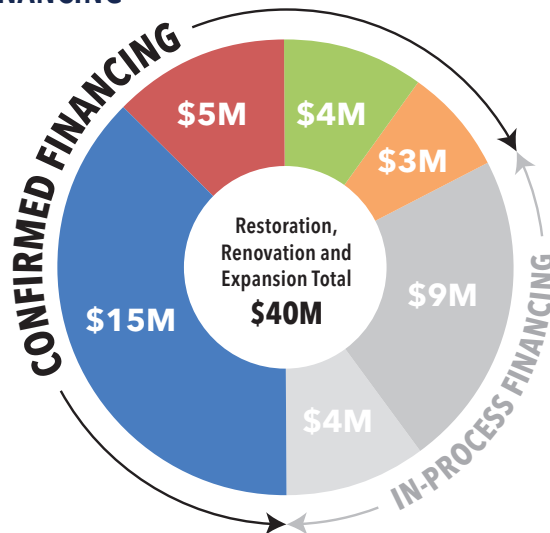 CONFIRMED FINANCING
$5M
$4M
$3M
$15M
$9M
$4M
Restoration,
Renovation and
Expansion Total
$40M
IN-PROCESS FINANCING